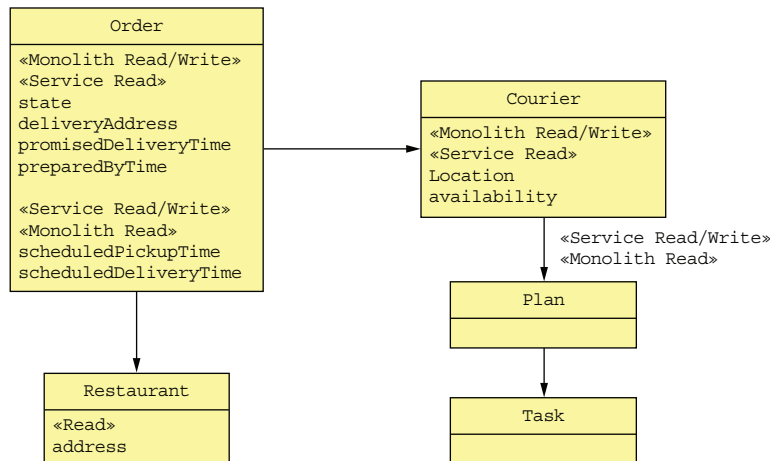 Order
«Monolith Read/Write»
«Service Read»
state
deliveryAddress
promisedDeliveryTime
preparedByTime
«Service Read/Write»
«Monolith Read»
scheduledPickupTime
scheduledDeliveryTime
Courier
«Monolith Read/Write»
«Service Read»
Location
availability
«Service Read/Write»
«Monolith Read»
Plan
Restaurant
«Read»
address
Task